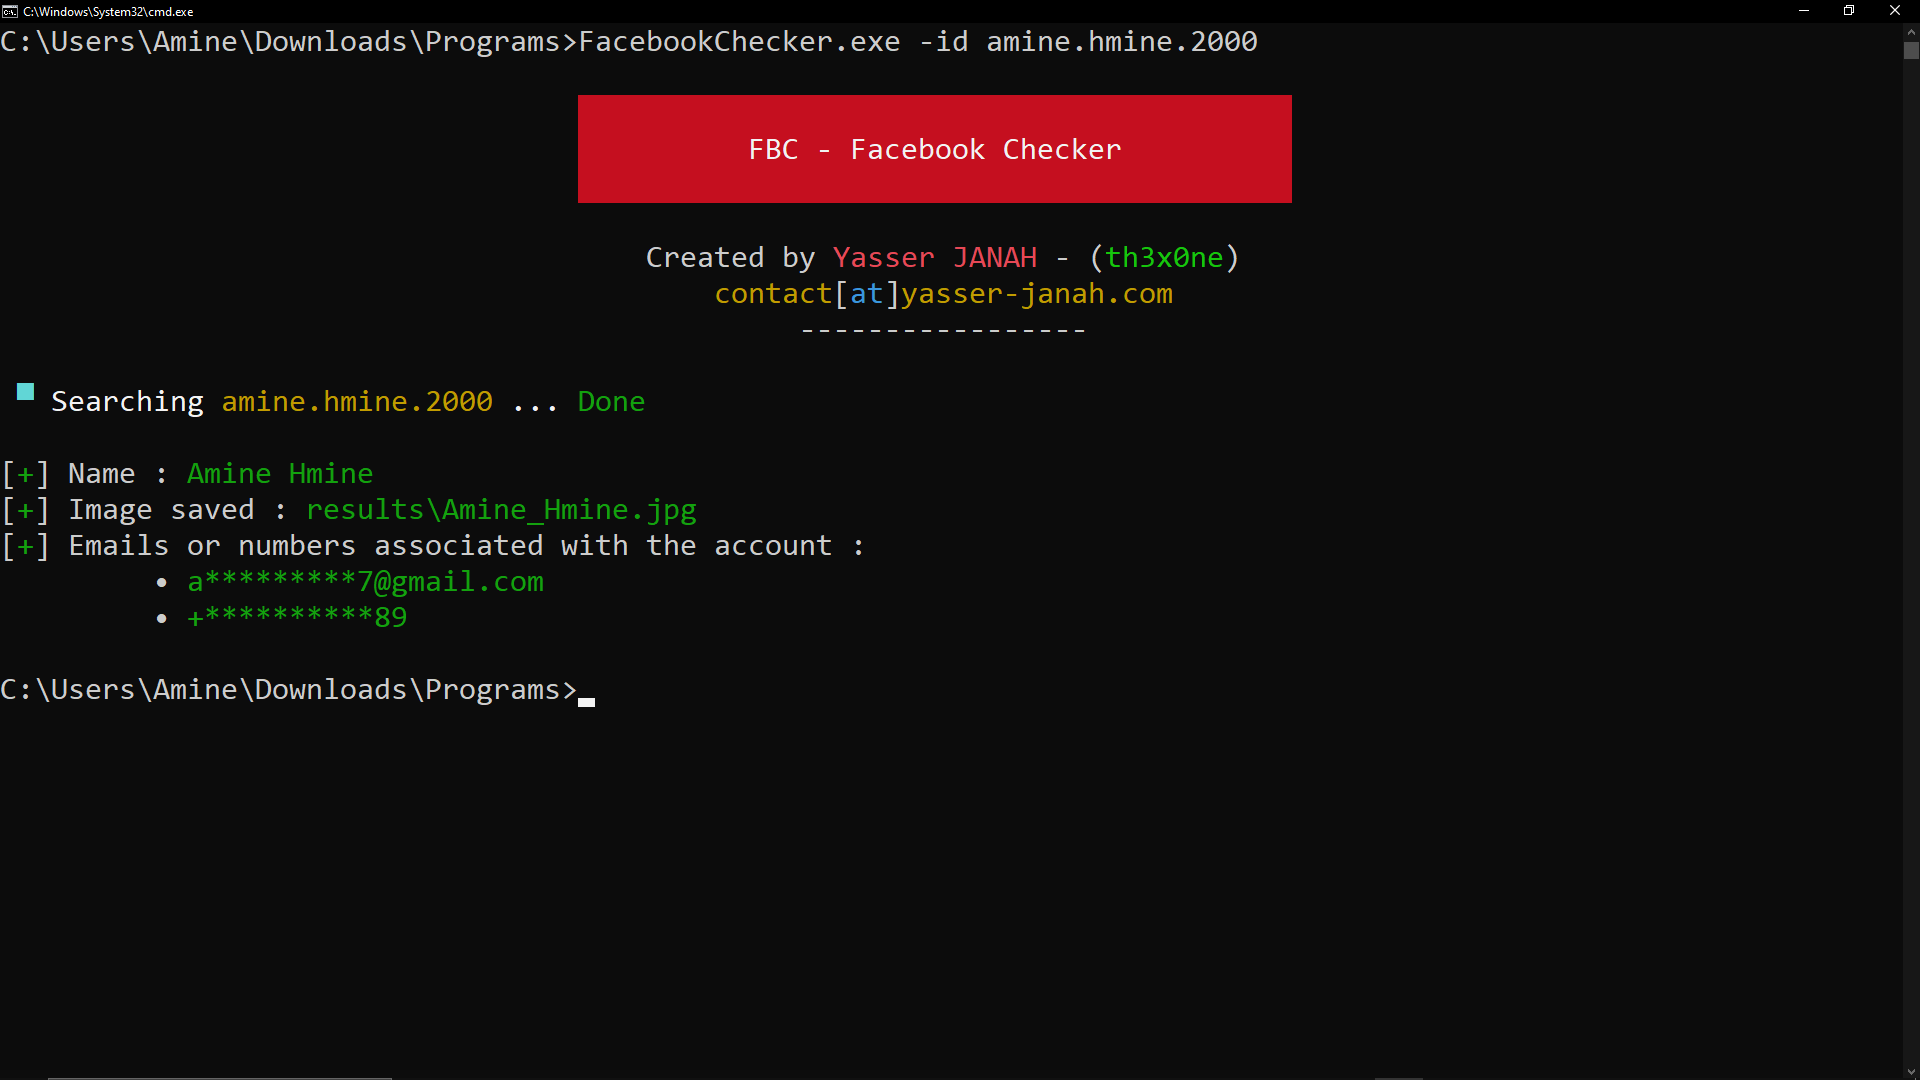 C:\Windows\System32\cmd.exe
C:\Users\Amine\Downloads\Programs>FacebookChecker.exe -id amine.hmine.2000
FBC - Facebook Checker
Created by Yasser JANAH - (th3x0ne)
contact[at]yasser-janah.com
-----------------
Searching amine.hmine.2000 ... Done
[+] Name : Amine Hmine
[+] Image saved : results\Amine_Hmine.jpg
[+] Emails or numbers associated with the account :
• a*********7@gmail.com
• +**********89
C:\Users\Amine\Downloads\Programs>